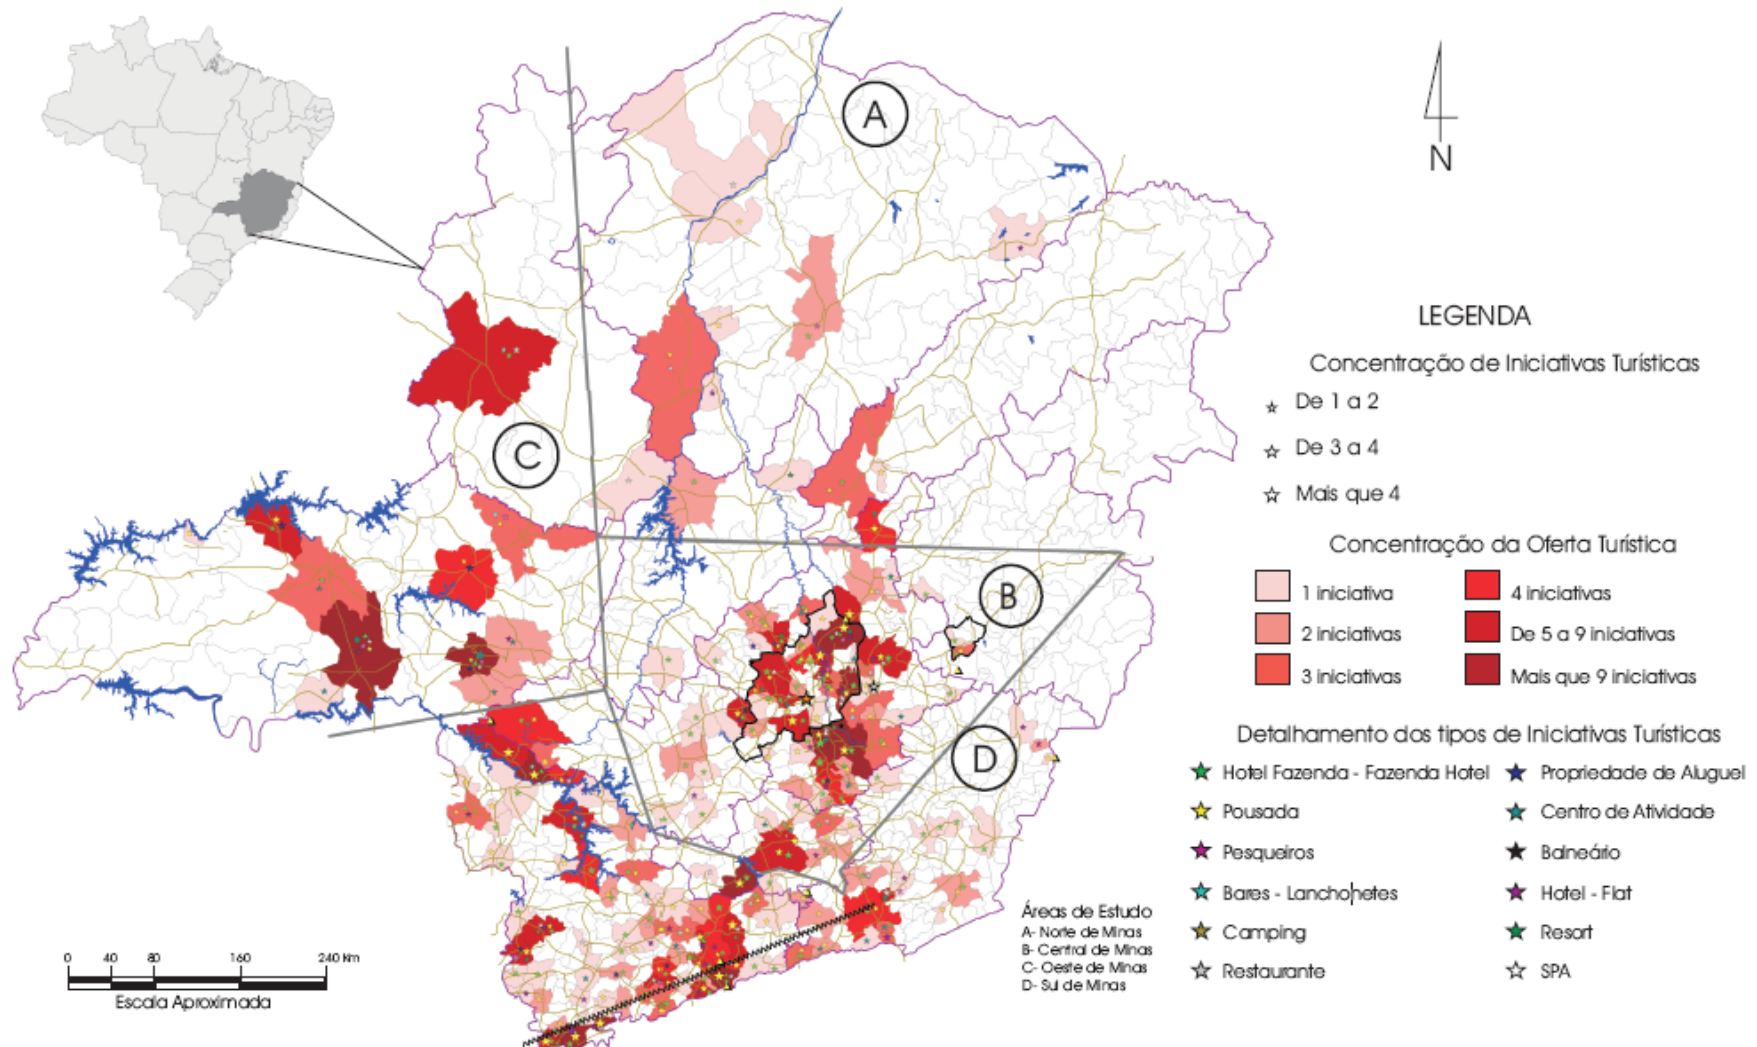 A
N
C
B
D
LEGENDA
Concentração de Iniciativas Turísticas
De 1 a 2
De 3 a 4
Mais que 4
Concentração da Oferta Turística
1 iniciativa
4 iniciativas
2 iniciativas
De 5 a 9 iniciativas
3 iniciativas
Mais que 9 iniciativas
Detalhamento dos tipos de Iniciativas Turísticas
Hotel Fazenda - Fazenda Hotel
Propriedade de Aluguel
Pousada
Centro de Atividade
Pesqueiros
Balneário
Bares - Lanchohetes
Hotel - Flat
Camping
Resort
Restaurante
SPA
Áreas de Estudo
A- Norte de Minas
B- Central de Minas
C- Oeste de Minas
D- Sul de Minas
0 40 80 160 240 Km
Escala Aproximada